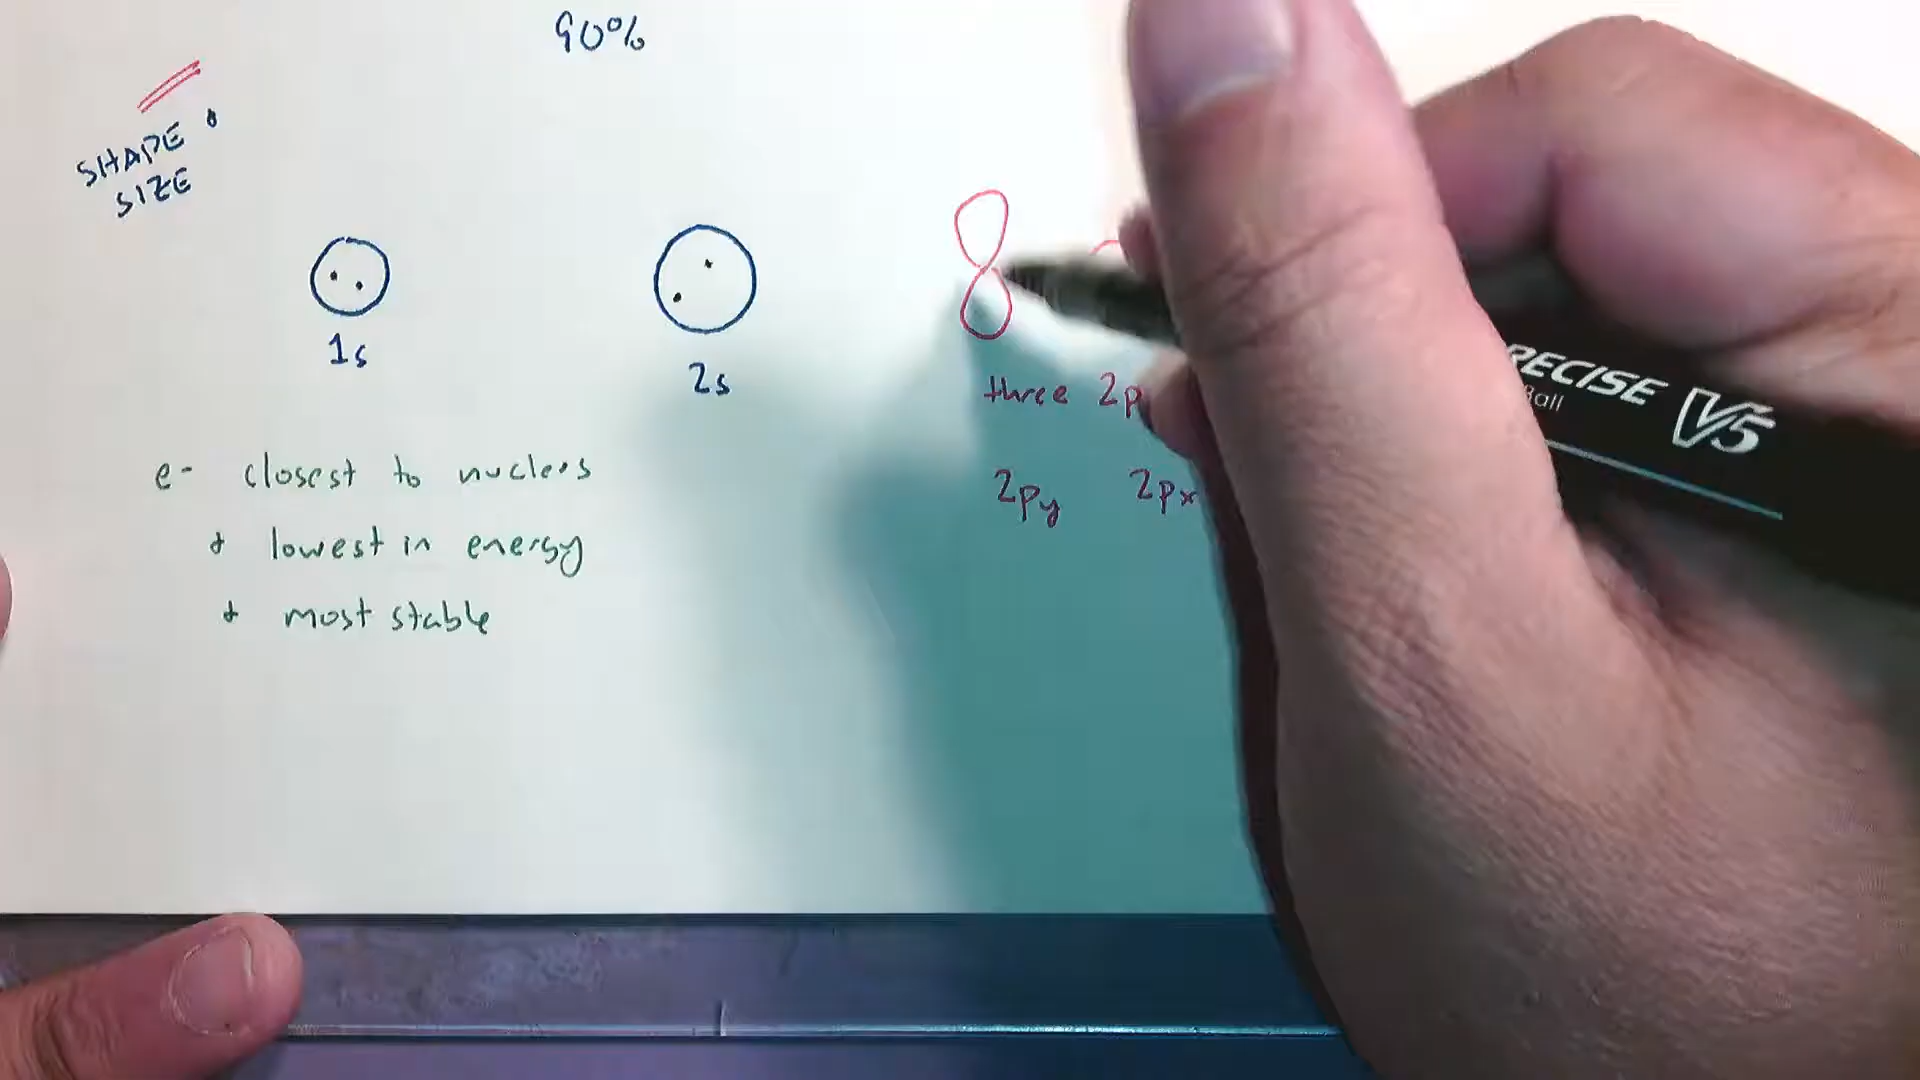 90%
SHAPE
SIZE
1s
2s
three 2p
2py 2px
e- closest to nucleus
+ lowest in energy
+ most stable
RECISE V5
Ball